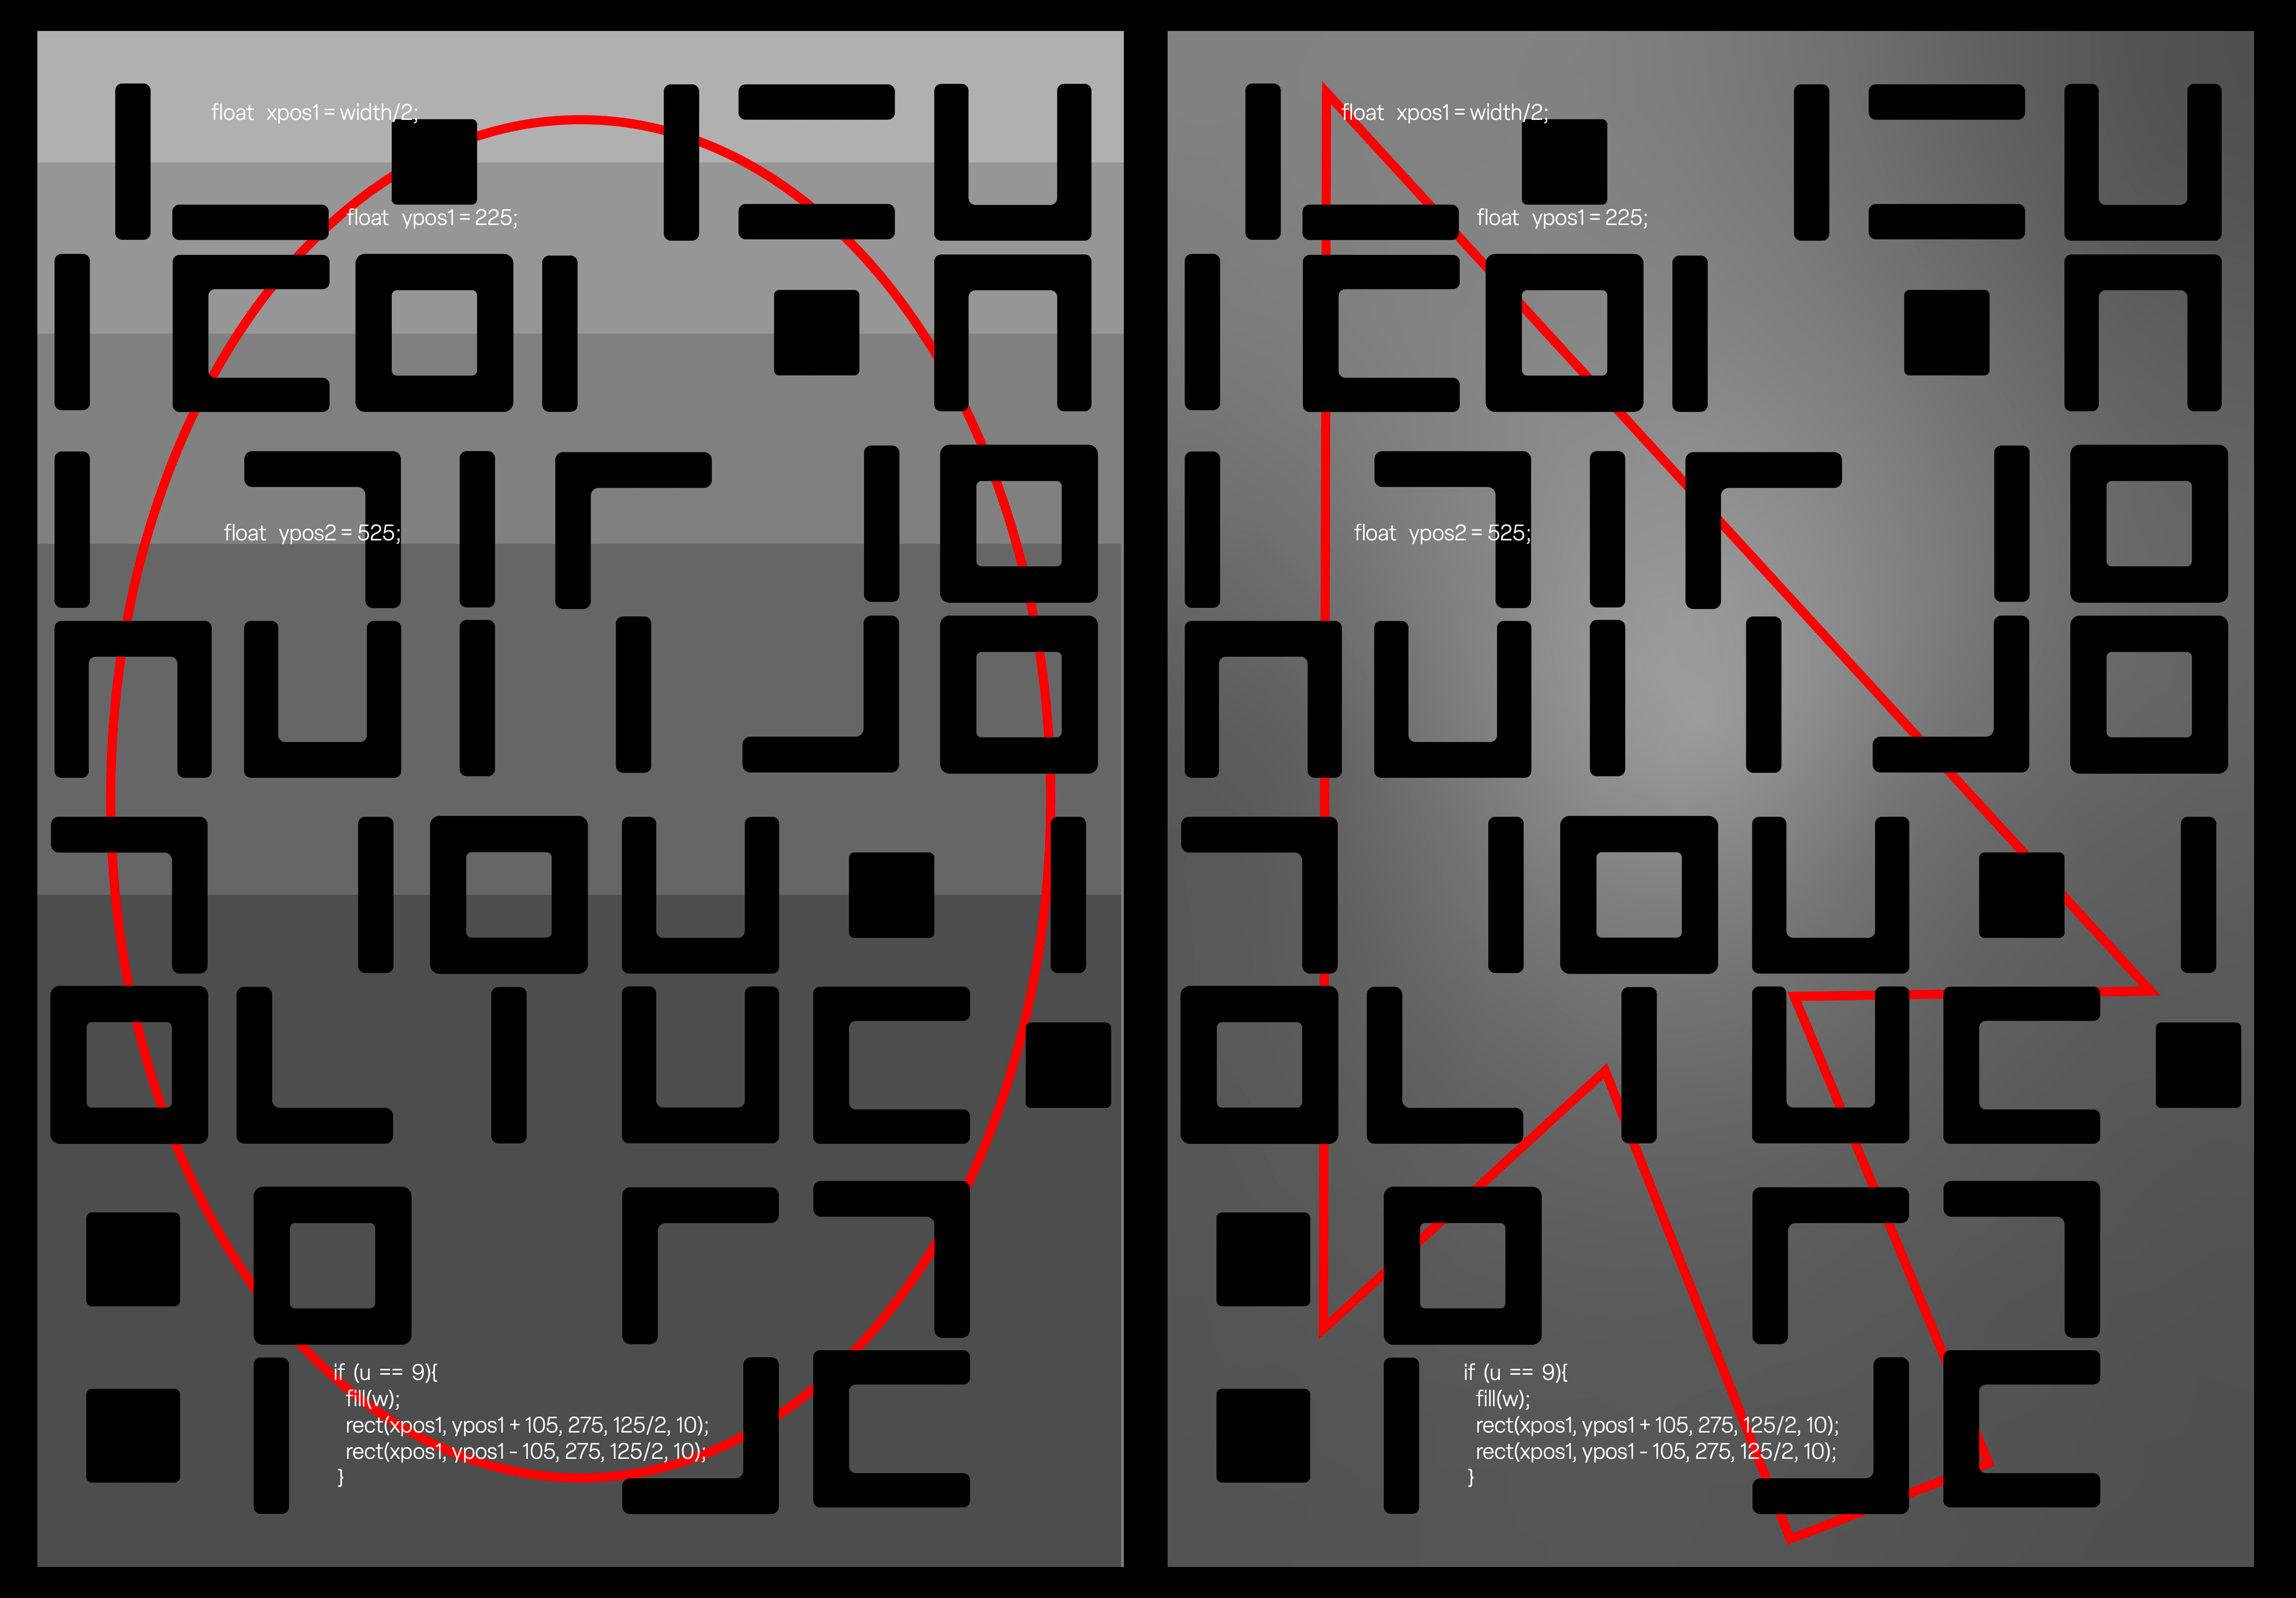 float xpos1 = width/2;
float ypos1 = 225;
float ypos2 = 525;
if (u == 9){
fill(w);
rect(xpos1, ypos1 + 105, 275, 125/2, 10);
rect(xpos1, ypos1 - 105, 275, 125/2, 10);
}
float xpos1 = width/2;
float ypos1 = 225;
float ypos2 = 525;
if (u == 9){
fill(w);
rect(xpos1, ypos1 + 105, 275, 125/2, 10);
rect(xpos1, ypos1 - 105, 275, 125/2, 10);
}